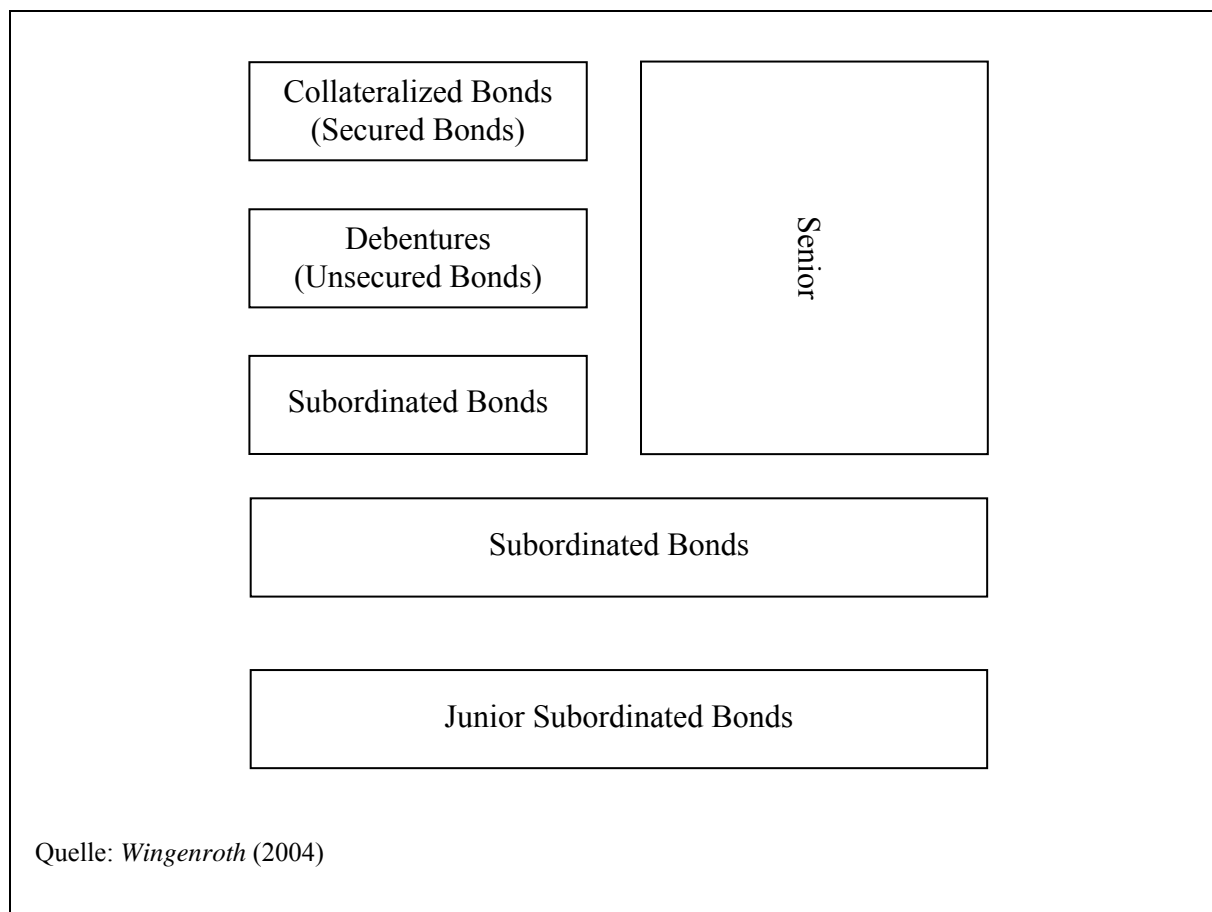 Collateralized Bonds
(Secured Bonds)
Senior
Debentures
(Unsecured Bonds)
Subordinated Bonds
Subordinated Bonds
Junior Subordinated Bonds
Quelle: Wingenroth (2004)